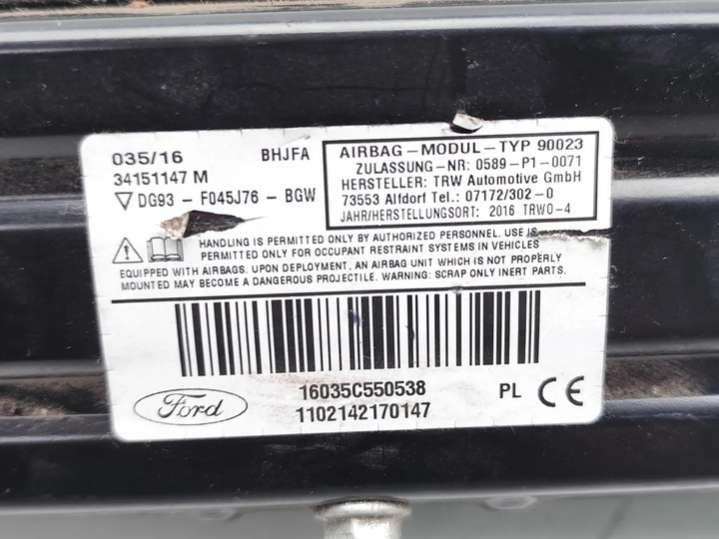 035/16 BHJFA
34151147 M
DG93 - F045J76 - BGW
AIRBAG-MODUL-TYP 90023
ZULASSUNG-NR: 0589-P1-0071
HERSTELLER: TRW Automotive GmbH
73553 Alfdorf Tel.: 07172/302-0
JAHR/HERSTELLUNGSORT: 2016 TRWO-4
HANDLING IS PERMITTED ONLY BY AUTHORIZED PERSONNEL. USE IS
PERMITTED ONLY FOR OCCUPANT RESTRAINT SYSTEMS IN VEHICLES
EQUIPPED WITH AIRBAGS. UPON DEPLOYMENT, AN AIRBAG UNIT WHICH IS NOT PROPERLY
MOUNTED MAY BECOME A DANGEROUS PROJECTILE. WARNING: SCRAP ONLY INERT PARTS.
Ford
16035C550538
1102142170147
PL CE